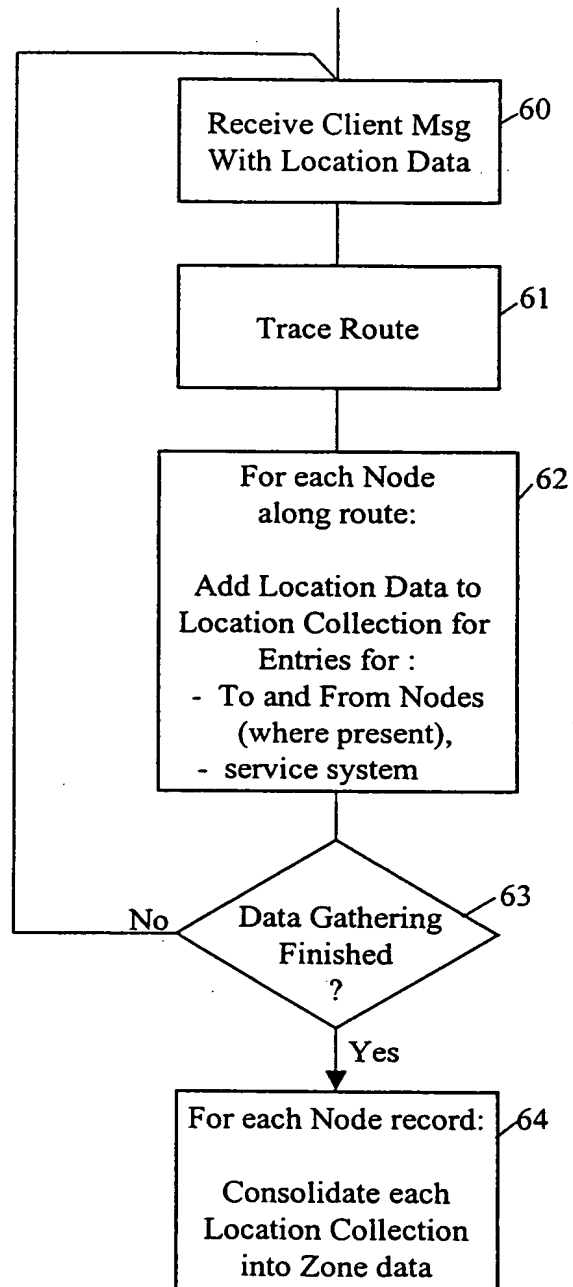 Receive Client Msg
With Location Data
60
Trace Route
61
For each Node
along route:
62
Add Location Data to
Location Collection for
Entries for :
- To and From Nodes
(where present),
- service system
Data Gathering
Finished
?
63
No
Yes
For each Node record:
64
Consolidate each
Location Collection
into Zone data